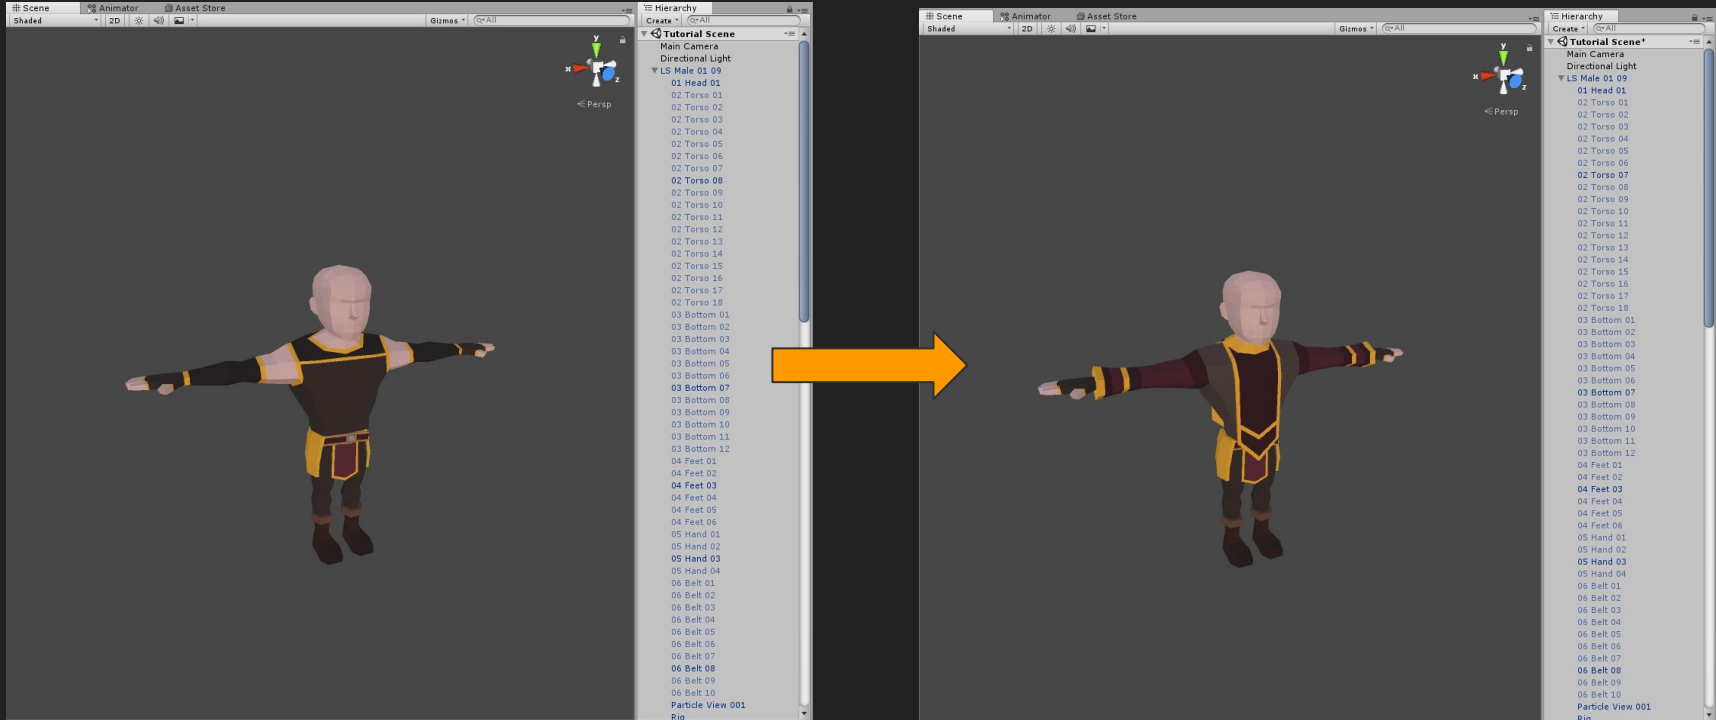 Scene Animator Asset Store
Shaded 2D Gizmos All
y
x
z
Persp
Hierarchy
Create All
Tutorial Scene
Main Camera
Directional Light
LS Male 01 09
01 Head 01
02 Torso 01
02 Torso 02
02 Torso 03
02 Torso 04
02 Torso 05
02 Torso 06
02 Torso 07
02 Torso 08
02 Torso 09
02 Torso 10
02 Torso 11
02 Torso 12
02 Torso 13
02 Torso 14
02 Torso 15
02 Torso 16
02 Torso 17
02 Torso 18
03 Bottom 01
03 Bottom 02
03 Bottom 03
03 Bottom 04
03 Bottom 05
03 Bottom 06
03 Bottom 07
03 Bottom 08
03 Bottom 09
03 Bottom 10
03 Bottom 11
03 Bottom 12
04 Feet 01
04 Feet 02
04 Feet 03
04 Feet 04
04 Feet 05
04 Feet 06
05 Hand 01
05 Hand 02
05 Hand 03
05 Hand 04
06 Belt 01
06 Belt 02
06 Belt 03
06 Belt 04
06 Belt 05
06 Belt 06
06 Belt 07
06 Belt 08
06 Belt 09
06 Belt 10
Particle View 001
Rig
Scene Animator Asset Store
Shaded 2D Gizmos All
y
x
z
Persp
Hierarchy
Create All
Tutorial Scene*
Main Camera
Directional Light
LS Male 01 09
01 Head 01
02 Torso 01
02 Torso 02
02 Torso 03
02 Torso 04
02 Torso 05
02 Torso 06
02 Torso 07
02 Torso 08
02 Torso 09
02 Torso 10
02 Torso 11
02 Torso 12
02 Torso 13
02 Torso 14
02 Torso 15
02 Torso 16
02 Torso 17
02 Torso 18
03 Bottom 01
03 Bottom 02
03 Bottom 03
03 Bottom 04
03 Bottom 05
03 Bottom 06
03 Bottom 07
03 Bottom 08
03 Bottom 09
03 Bottom 10
03 Bottom 11
03 Bottom 12
04 Feet 01
04 Feet 02
04 Feet 03
04 Feet 04
04 Feet 05
04 Feet 06
05 Hand 01
05 Hand 02
05 Hand 03
05 Hand 04
06 Belt 01
06 Belt 02
06 Belt 03
06 Belt 04
06 Belt 05
06 Belt 06
06 Belt 07
06 Belt 08
06 Belt 09
06 Belt 10
Particle View 001